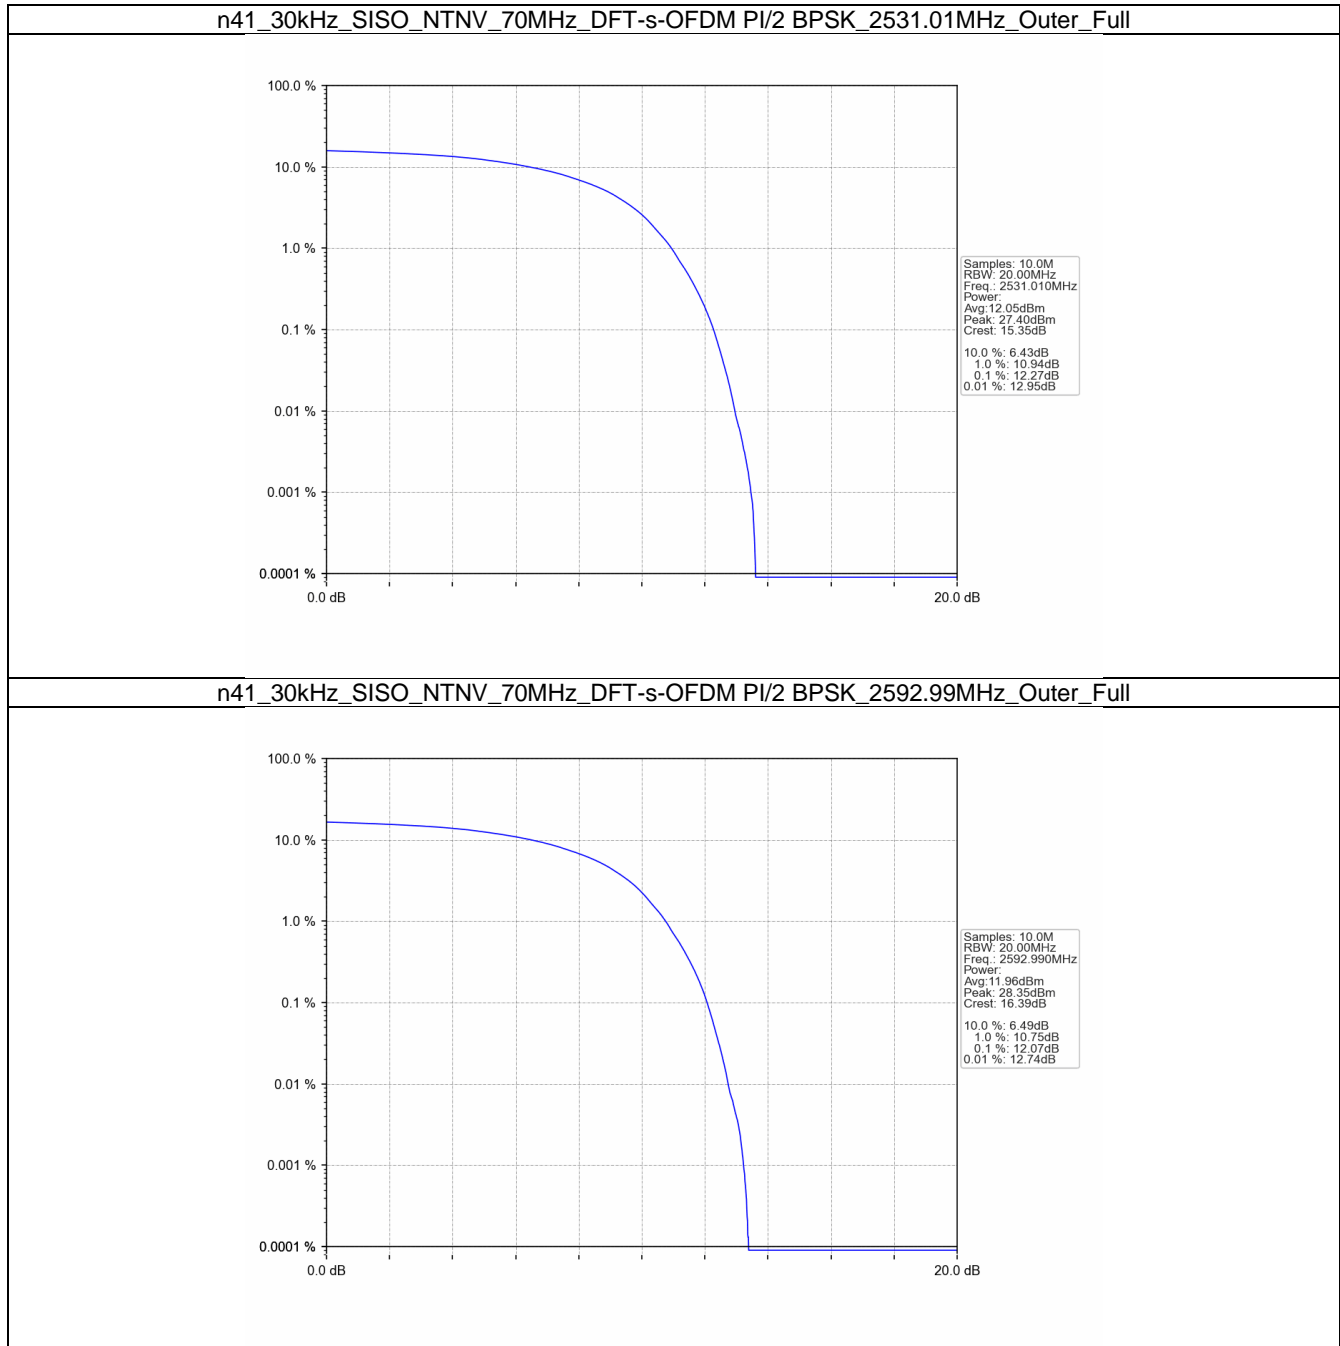 n41_30kHz_SISO_NTNV_70MHz_DFT-s-OFDM PI/2 BPSK_2531.01MHz_Outer_Full
100.0 %
10.0 %
1.0 %
0.1 %
0.01 %
0.001 %
0.0001 %
0.0 dB
20.0 dB
Samples: 10.0M
RBW: 20.00MHz
Freq.: 2531.010MHz
Power:
Avg:12.05dBm
Peak: 27.40dBm
Crest: 15.35dB
10.0 %: 6.43dB
1.0 %: 10.94dB
0.1 %: 12.27dB
0.01 %: 12.95dB
n41_30kHz_SISO_NTNV_70MHz_DFT-s-OFDM PI/2 BPSK_2592.99MHz_Outer_Full
100.0 %
10.0 %
1.0 %
0.1 %
0.01 %
0.001 %
0.0001 %
0.0 dB
20.0 dB
Samples: 10.0M
RBW: 20.00MHz
Freq.: 2592.990MHz
Power:
Avg:11.96dBm
Peak: 28.35dBm
Crest: 16.39dB
10.0 %: 6.49dB
1.0 %: 10.75dB
0.1 %: 12.07dB
0.01 %: 12.74dB